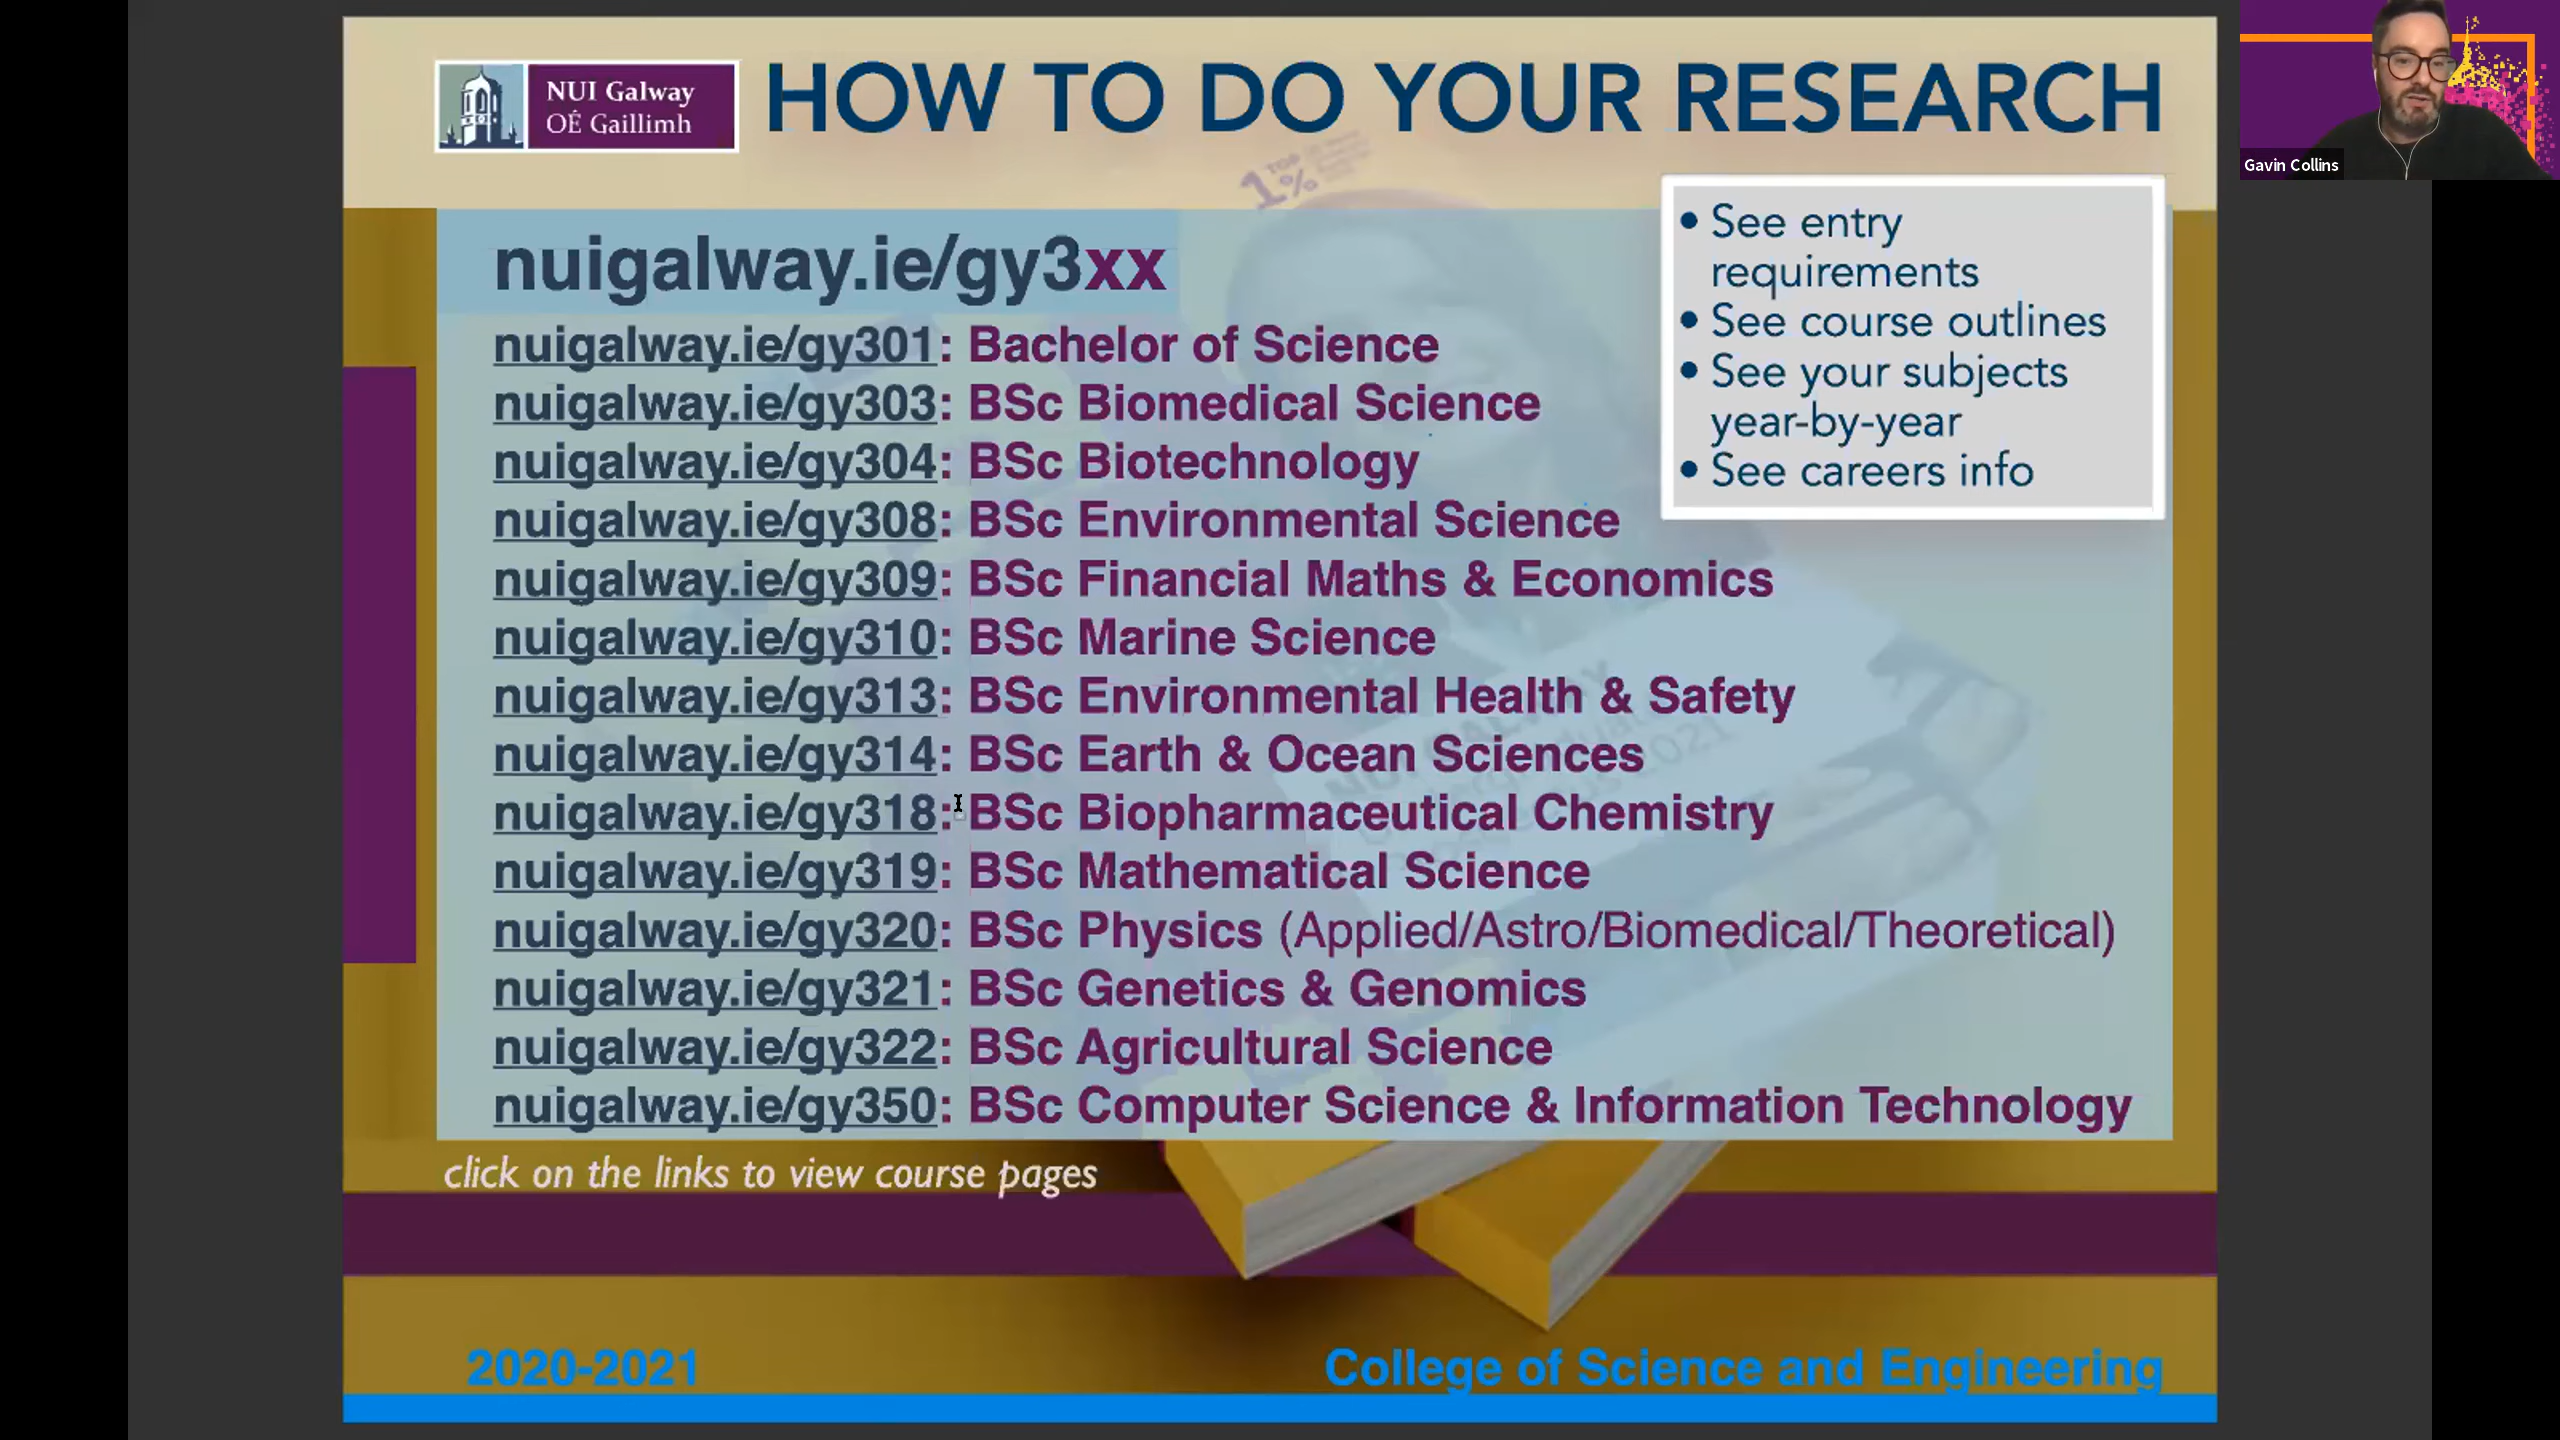 NUI Galway
OÉ Gaillimh
HOW TO DO YOUR RESEARCH
Gavin Collins
TOP
1%
nuigalway.ie/gy3xx
• See entry
requirements
• See course outlines
• See your subjects
year-by-year
• See careers info
nuigalway.ie/gy301: Bachelor of Science
nuigalway.ie/gy303: BSc Biomedical Science
nuigalway.ie/gy304: BSc Biotechnology
nuigalway.ie/gy308: BSc Environmental Science
nuigalway.ie/gy309: BSc Financial Maths & Economics
nuigalway.ie/gy310: BSc Marine Science
nuigalway.ie/gy313: BSc Environmental Health & Safety
nuigalway.ie/gy314: BSc Earth & Ocean Sciences
nuigalway.ie/gy318: BSc Biopharmaceutical Chemistry
nuigalway.ie/gy319: BSc Mathematical Science
nuigalway.ie/gy320: BSc Physics (Applied/Astro/Biomedical/Theoretical)
nuigalway.ie/gy321: BSc Genetics & Genomics
nuigalway.ie/gy322: BSc Agricultural Science
nuigalway.ie/gy350: BSc Computer Science & Information Technology
click on the links to view course pages
2020-2021
College of Science and Engineering